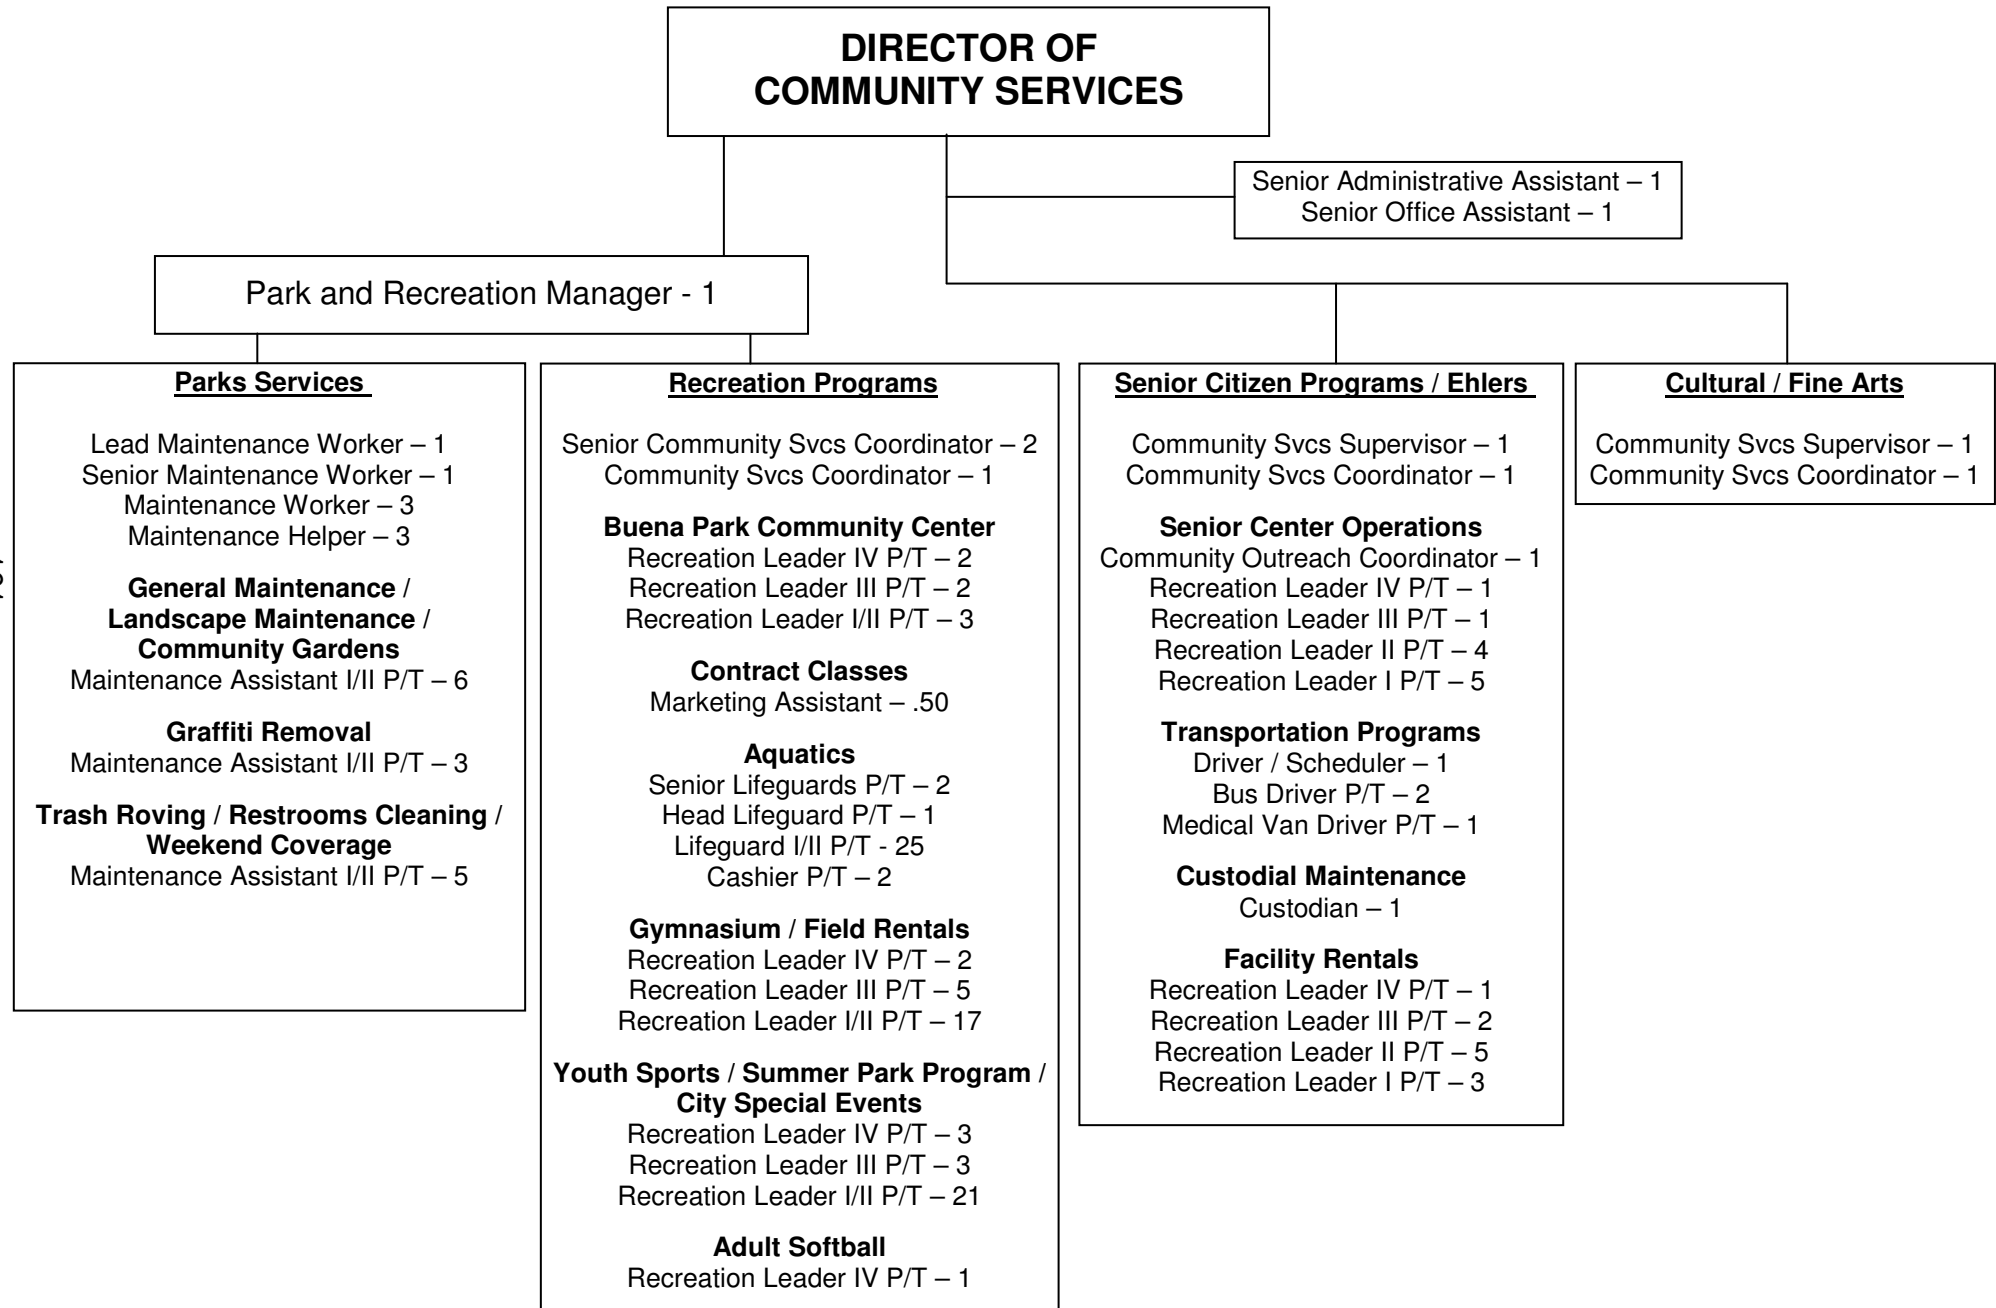 DIRECTOR OF
COMMUNITY SERVICES
Senior Administrative Assistant – 1
Senior Office Assistant – 1
Park and Recreation Manager - 1
Parks Services
Lead Maintenance Worker – 1
Senior Maintenance Worker – 1
Maintenance Worker – 3
Maintenance Helper – 3
General Maintenance /
Landscape Maintenance /
Community Gardens
Maintenance Assistant I/II P/T – 6
Graffiti Removal
Maintenance Assistant I/II P/T – 3
Trash Roving / Restrooms Cleaning /
Weekend Coverage
Maintenance Assistant I/II P/T – 5
Recreation Programs
Senior Community Svcs Coordinator – 2
Community Svcs Coordinator – 1
Buena Park Community Center
Recreation Leader IV P/T – 2
Recreation Leader III P/T – 2
Recreation Leader I/II P/T – 3
Contract Classes
Marketing Assistant – .50
Aquatics
Senior Lifeguards P/T – 2
Head Lifeguard P/T – 1
Lifeguard I/II P/T - 25
Cashier P/T – 2
Gymnasium / Field Rentals
Recreation Leader IV P/T – 2
Recreation Leader III P/T – 5
Recreation Leader I/II P/T – 17
Youth Sports / Summer Park Program /
City Special Events
Recreation Leader IV P/T – 3
Recreation Leader III P/T – 3
Recreation Leader I/II P/T – 21
Adult Softball
Recreation Leader IV P/T – 1
Senior Citizen Programs / Ehlers
Community Svcs Supervisor – 1
Community Svcs Coordinator – 1
Senior Center Operations
Community Outreach Coordinator – 1
Recreation Leader IV P/T – 1
Recreation Leader III P/T – 1
Recreation Leader II P/T – 4
Recreation Leader I P/T – 5
Transportation Programs
Driver / Scheduler – 1
Bus Driver P/T – 2
Medical Van Driver P/T – 1
Custodial Maintenance
Custodian – 1
Facility Rentals
Recreation Leader IV P/T – 1
Recreation Leader III P/T – 2
Recreation Leader II P/T – 5
Recreation Leader I P/T – 3
Cultural / Fine Arts
Community Svcs Supervisor – 1
Community Svcs Coordinator – 1